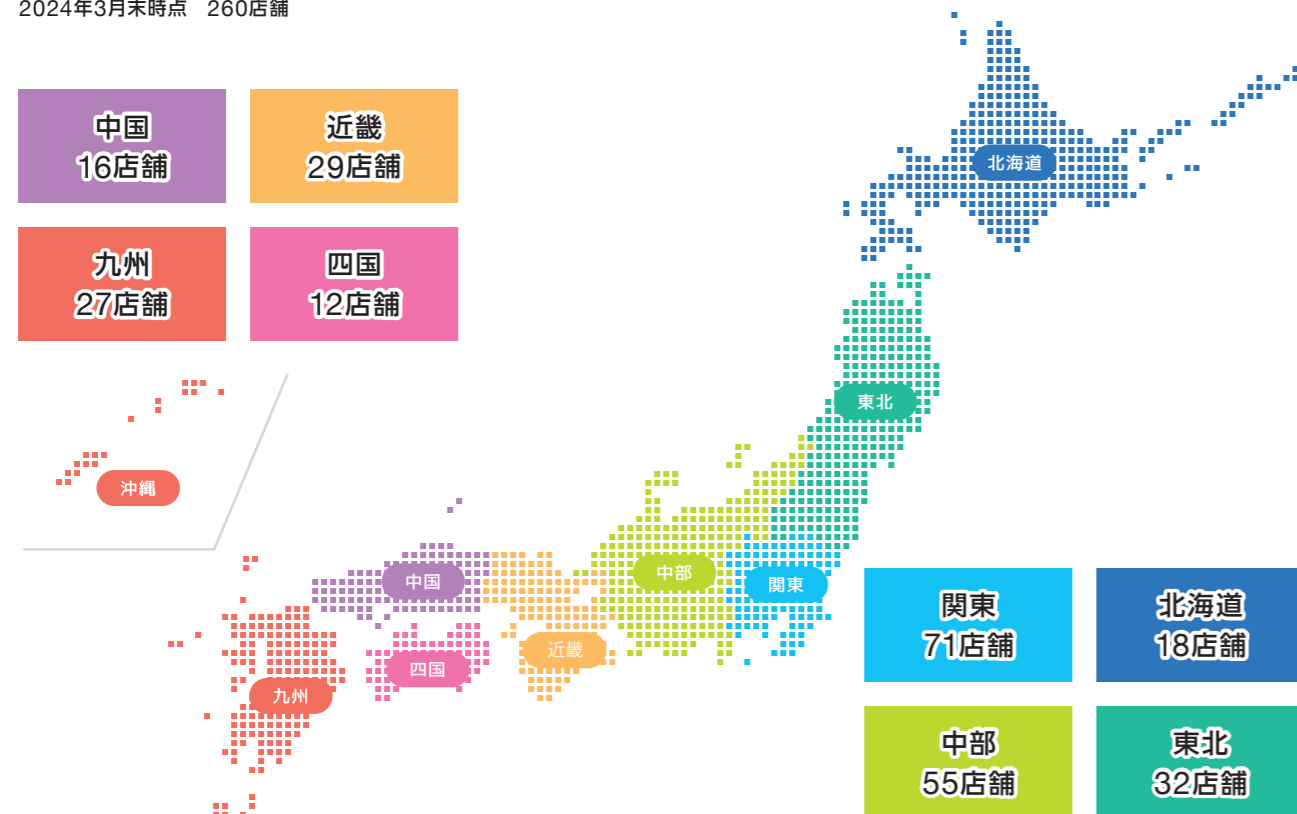 2024年3月末時点 260店舗
中国
16店舗
近畿
29店舗
九州
27店舗
四国
12店舗
北海道
東北
沖縄
中部
中国
関東
近畿
四国
九州
関東
71店舗
北海道
18店舗
中部
55店舗
東北
32店舗